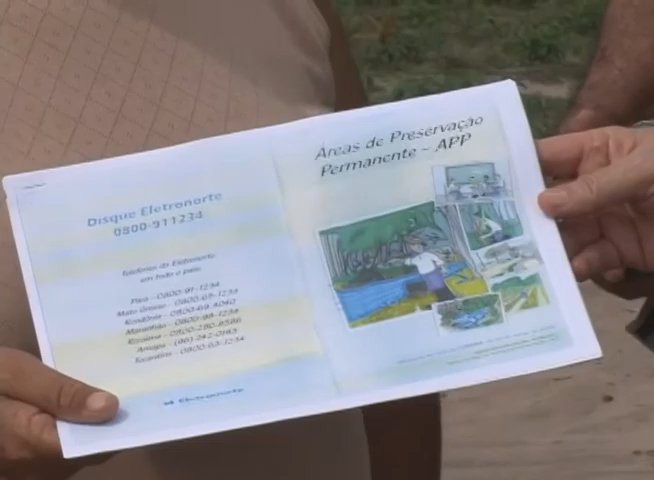 Disque Eletronorte
0800-911234
Telefones da Eletronorte
em todo o país:
Pará - 0800-91-1234
Mato Grosso - 0800-65-1234
Rondônia - 0800-69-4040
Maranhão - 0800-98-1234
Roraima - 0800-280-8586
Amapá - (96) 242-0183
Tocantins - 0800-63-1234
Eletronorte
Áreas de Preservação
Permanente - APP